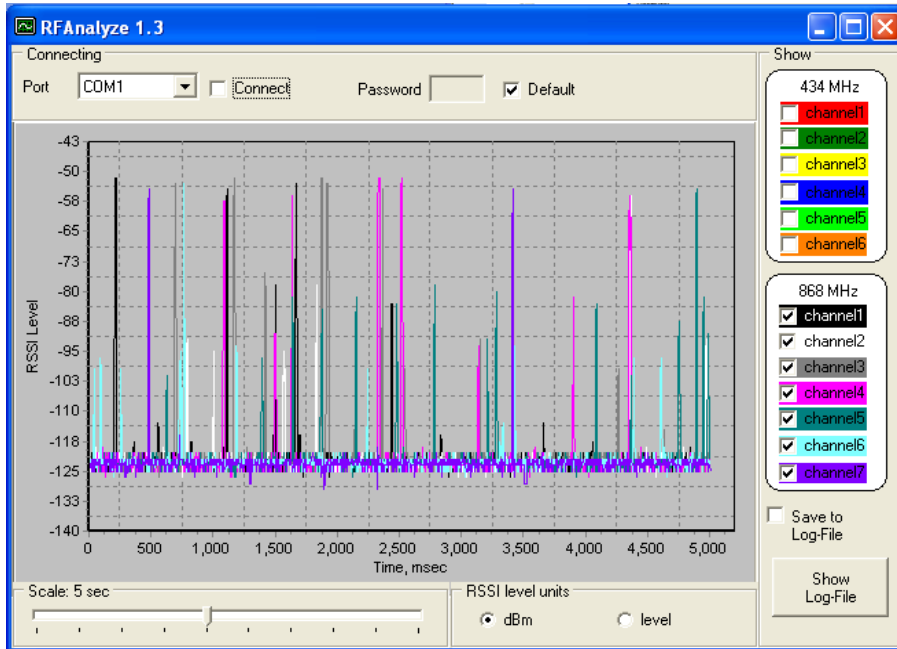 RFAnalyze 1.3
Connecting
Port COM1 Connect Password Default
-43
-50
-58
-65
-73
-80
-88
-95
-103
-110
-118
-125
-133
-140
RSSI Level
0 500 1,000 1,500 2,000 2,500 3,000 3,500 4,000 4,500 5,000
Time, msec
Scale: 5 sec
RSSI level units
dBm level
Show
434 MHz
channel1
channel2
channel3
channel4
channel5
channel6
868 MHz
channel1
channel2
channel3
channel4
channel5
channel6
channel7
Save to
Log-File
Show
Log-File